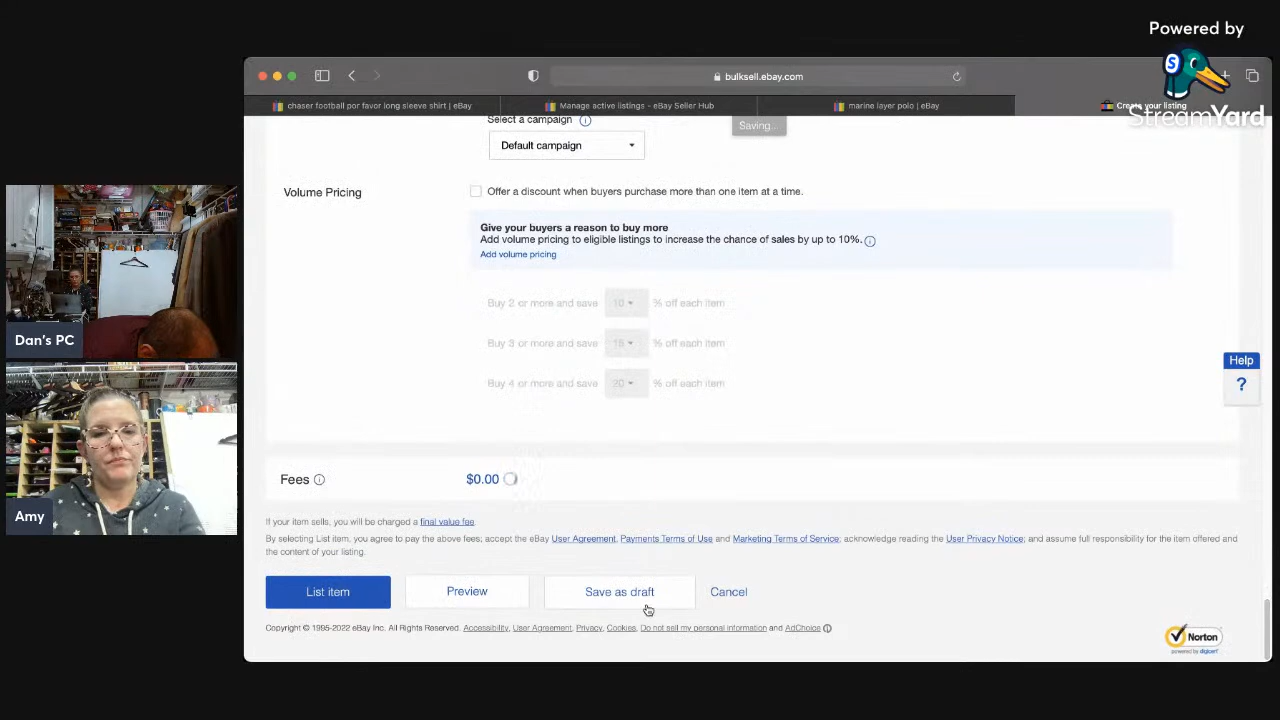 Powered by
StreamYard
bulksell.ebay.com
chaser football por favor long sleeve shirt | eBay
Manage active listings - eBay Seller Hub
marine layer polo | eBay
Create your listing
Select a campaign
Saving...
Default campaign
Volume Pricing
Offer a discount when buyers purchase more than one item at a time.
Give your buyers a reason to buy more
Add volume pricing to eligible listings to increase the chance of sales by up to 10%.
Add volume pricing
Buy 2 or more and save 10 % off each item
Buy 3 or more and save 15 % off each item
Buy 4 or more and save 20 % off each item
Dan's PC
Help
?
Amy
Fees $0.00
If your item sells, you will be charged a final value fee.
By selecting List item, you agree to pay the above fees; accept the eBay User Agreement, Payments Terms of Use and Marketing Terms of Service; acknowledge reading the User Privacy Notice; and assume full responsibility for the item offered and
the content of your listing.
List item
Preview
Save as draft
Cancel
Copyright © 1995-2022 eBay Inc. All Rights Reserved. Accessibility, User Agreement, Privacy, Cookies, Do not sell my personal information and AdChoice
Norton
powered by digicert